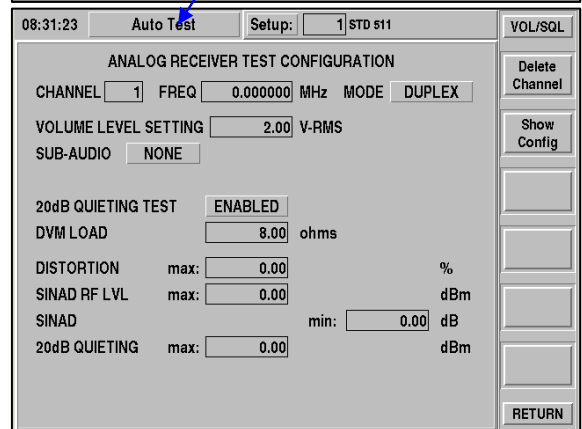 08:31:23 Auto Test Setup: 1 STD 511 VOL/SQL
ANALOG RECEIVER TEST CONFIGURATION
Delete Channel
CHANNEL 1 FREQ 0.000000 MHz MODE DUPLEX
VOLUME LEVEL SETTING 2.00 V-RMS
Show Config
SUB-AUDIO NONE
20dB QUIETING TEST ENABLED
DVM LOAD 8.00 ohms
DISTORTION max: 0.00 %
SINAD RF LVL max: 0.00 dBm
SINAD min: 0.00 dB
20dB QUIETING max: 0.00 dBm
RETURN